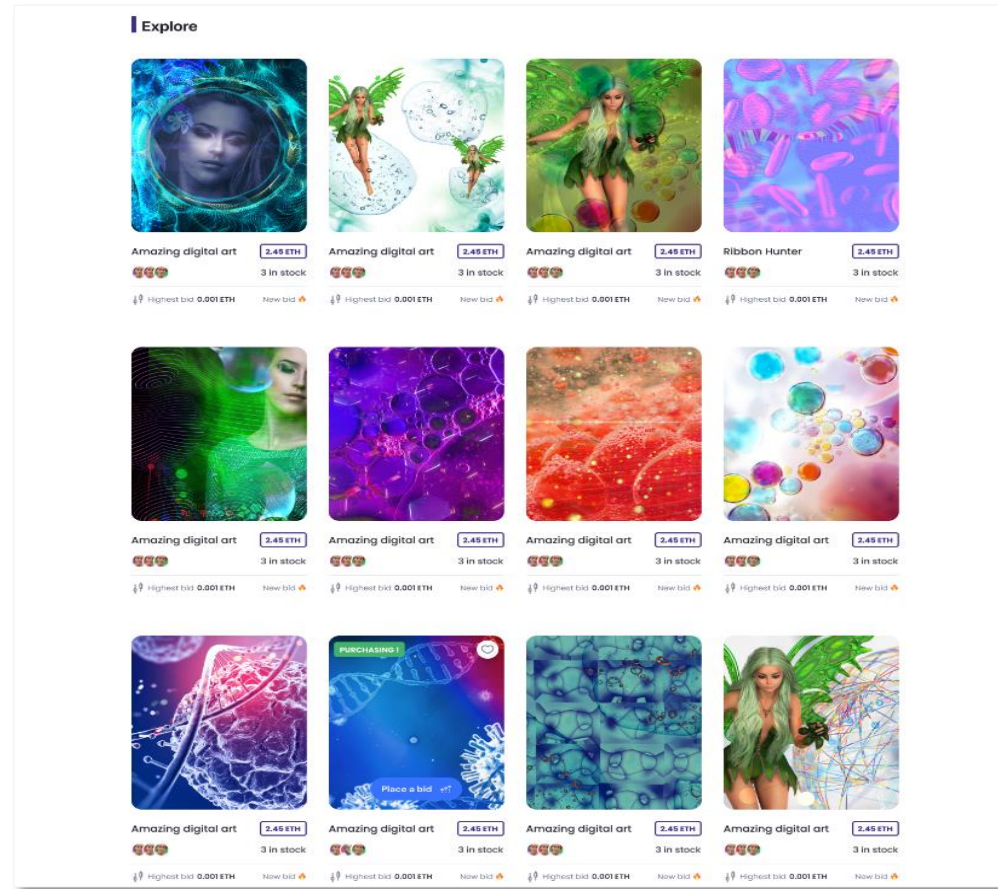 Explore
Amazing digital art 2.45 ETH Amazing digital art 2.45 ETH Amazing digital art 2.45 ETH Ribbon Hunter 2.45 ETH
3 in stock 3 in stock 3 in stock 3 in stock
Highest bid 0.001 ETH New bid Highest bid 0.001 ETH New bid Highest bid 0.001 ETH New bid Highest bid 0.001 ETH New bid
Amazing digital art 2.45 ETH Amazing digital art 2.45 ETH Amazing digital art 2.45 ETH Amazing digital art 2.45 ETH
3 in stock 3 in stock 3 in stock 3 in stock
Highest bid 0.001 ETH New bid Highest bid 0.001 ETH New bid Highest bid 0.001 ETH New bid Highest bid 0.001 ETH New bid
PURCHASING !
Place a bid
Amazing digital art 2.45 ETH Amazing digital art 2.45 ETH Amazing digital art 2.45 ETH Amazing digital art 2.45 ETH
3 in stock 3 in stock 3 in stock 3 in stock
Highest bid 0.001 ETH New bid Highest bid 0.001 ETH New bid Highest bid 0.001 ETH New bid Highest bid 0.001 ETH New bid